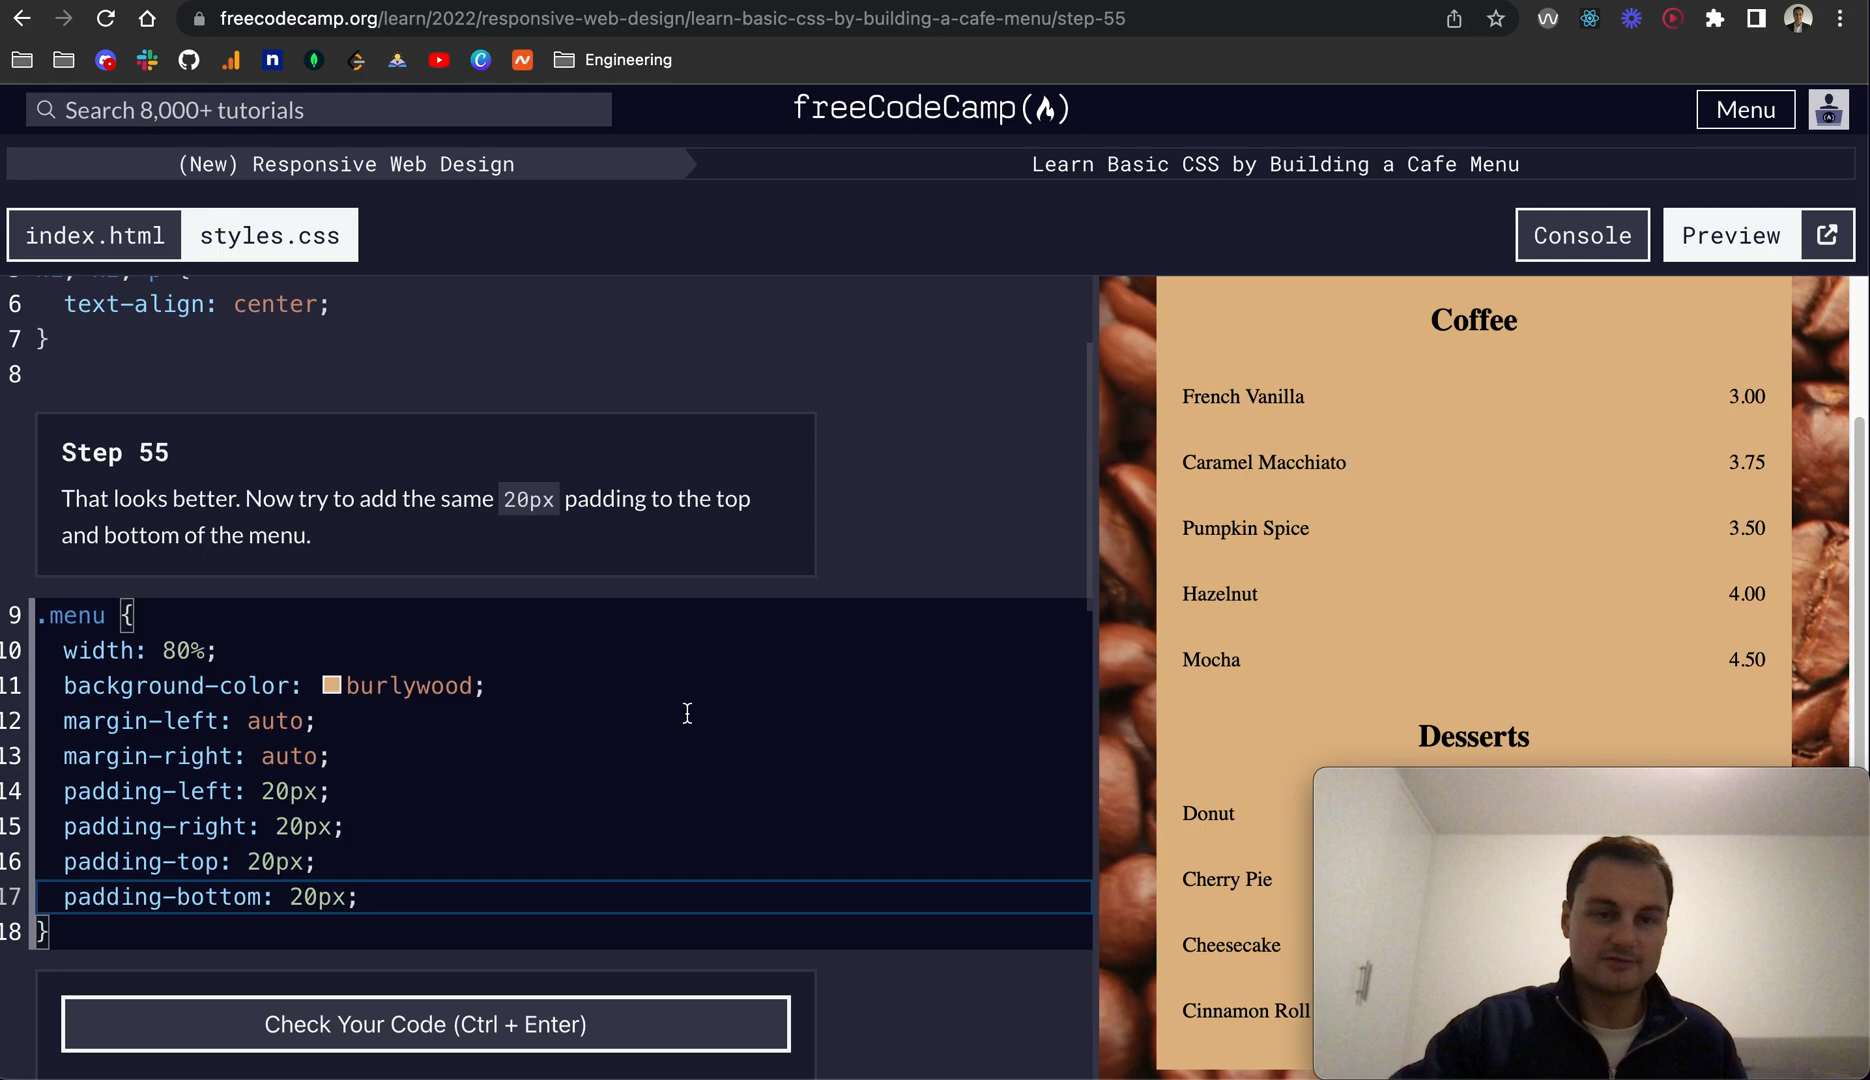 freecodecamp.org/learn/2022/responsive-web-design/learn-basic-css-by-building-a-cafe-menu/step-55
Engineering
Search 8,000+ tutorials
freeCodeCamp
Menu
(New) Responsive Web Design
Learn Basic CSS by Building a Cafe Menu
index.html
styles.css
Console
Preview
6 text-align: center;
7 }
8
Step 55
That looks better. Now try to add the same 20px padding to the top
and bottom of the menu.
9 .menu {
10 width: 80%;
11 background-color: burlywood;
12 margin-left: auto;
13 margin-right: auto;
14 padding-left: 20px;
15 padding-right: 20px;
16 padding-top: 20px;
17 padding-bottom: 20px;
18 }
Check Your Code (Ctrl + Enter)
Coffee
French Vanilla 3.00
Caramel Macchiato 3.75
Pumpkin Spice 3.50
Hazelnut 4.00
Mocha 4.50
Desserts
Donut
Cherry Pie
Cheesecake
Cinnamon Roll